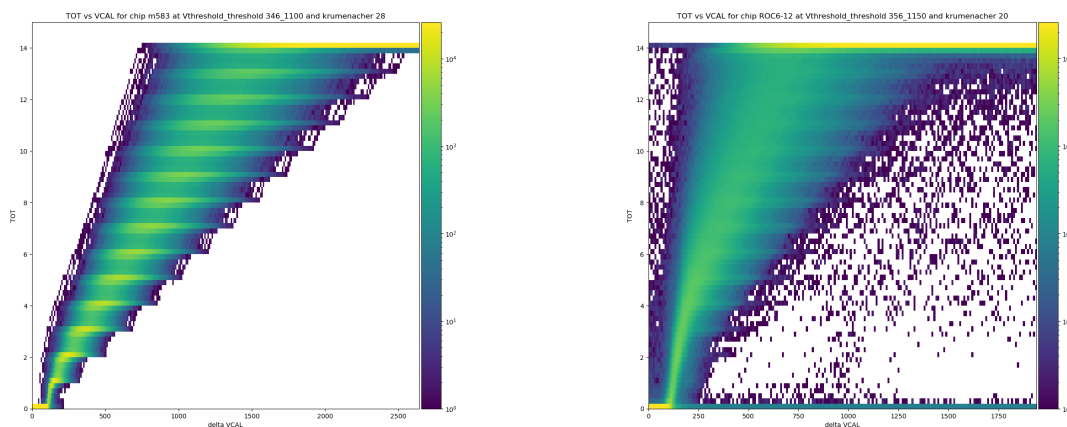 TOT vs VCAL for chip m583 at Vthreshold_threshold 346_1100 and krumenacher 28
14
12
10
8
6
4
2
0
TOT
0 500 1000 1500 2000 2500
delta VCAL
10⁴
10³
10²
10¹
10⁰
TOT vs VCAL for chip ROC6-12 at Vthreshold_threshold 356_1150 and krumenacher 20
14
12
10
8
6
4
2
0
TOT
0 250 500 750 1000 1250 1500 1750
delta VCAL